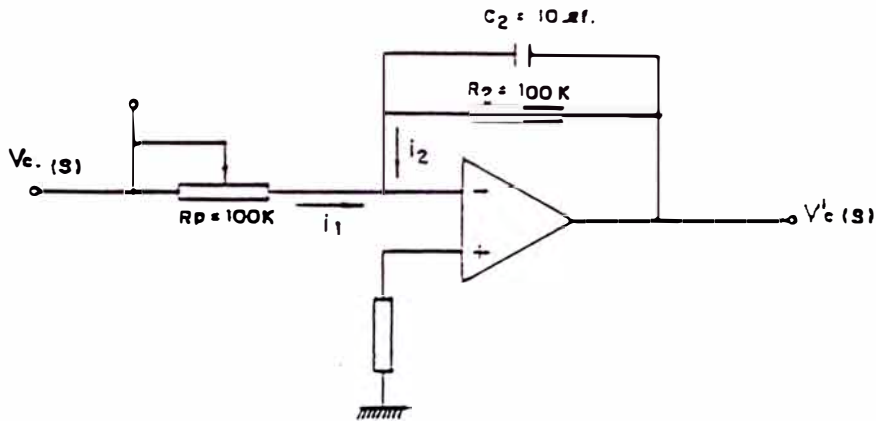 C2 = 10
R2 = 100 K
i2
Vc. (S)
Rp = 100K
i1
−
+
V'c (S)